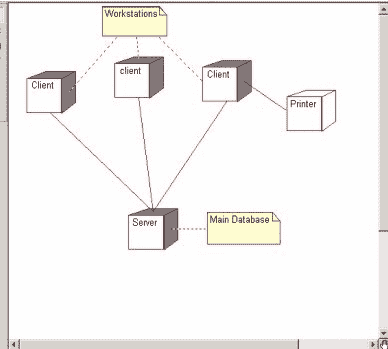 Workstations
Client
client
Client
Printer
Server
Main Database